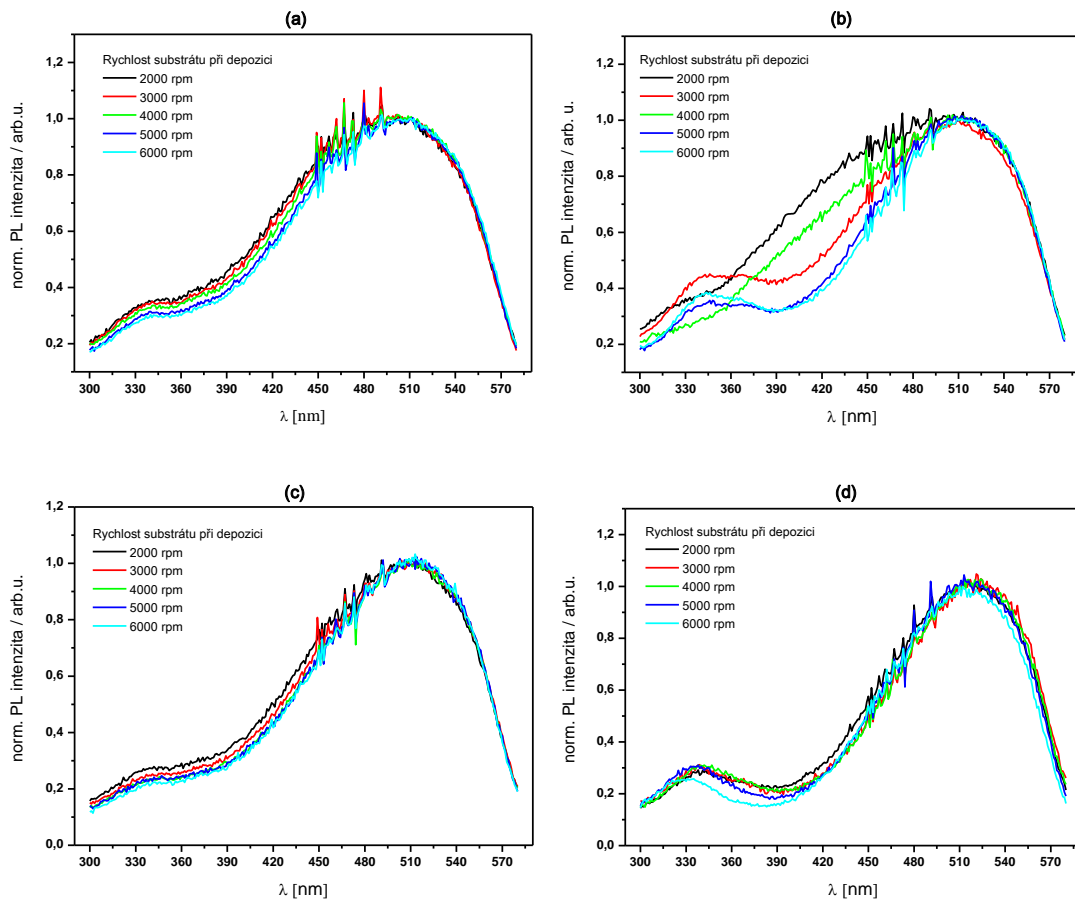 (a)
norm. PL intenzita / arb.u.
1,2
1,0
0,8
0,6
0,4
0,2
Rychlost substrátu při depozici
2000 rpm
3000 rpm
4000 rpm
5000 rpm
6000 rpm
300 330 360 390 420 450 480 510 540 570
λ [nm]
(b)
norm. PL intenzita / arb. u.
1,2
1,0
0,8
0,6
0,4
0,2
Rychlost substrátu při depozici
2000 rpm
3000 rpm
4000 rpm
5000 rpm
6000 rpm
300 330 360 390 420 450 480 510 540 570
λ [nm]
(c)
norm. PL intenzita / arb.u.
1,2
1,0
0,8
0,6
0,4
0,2
0,0
Rychlost substrátu při depozici
2000 rpm
3000 rpm
4000 rpm
5000 rpm
6000 rpm
300 330 360 390 420 450 480 510 540 570
λ [nm]
(d)
norm. PL intenzita / arb.u.
1,2
1,0
0,8
0,6
0,4
0,2
0,0
Rychlost substrátu při depozici
2000 rpm
3000 rpm
4000 rpm
5000 rpm
6000 rpm
300 330 360 390 420 450 480 510 540 570
λ [nm]